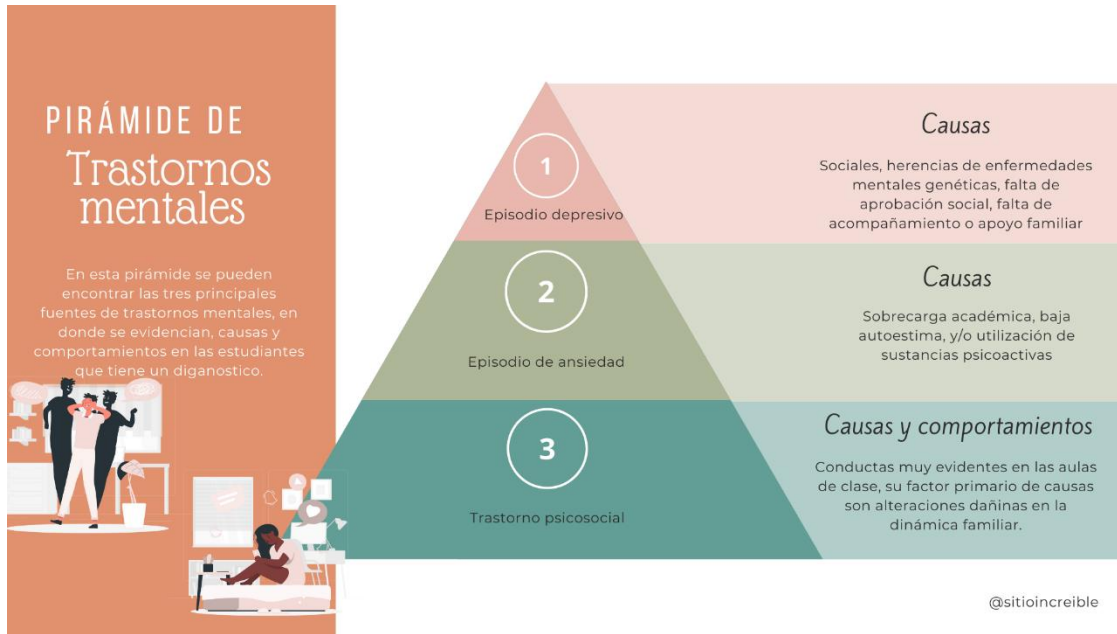 PIRÁMIDE DE
Trastornos
mentales
En esta pirámide se pueden
encontrar las tres principales
fuentes de trastornos mentales, en
donde se evidencian, causas y
comportamientos en las estudiantes
que tiene un diganostico.
1
Episodio depresivo
Causas
Sociales, herencias de enfermedades
mentales genéticas, falta de
aprobación social, falta de
acompañamiento o apoyo familiar
2
Episodio de ansiedad
Causas
Sobrecarga académica, baja
autoestima, y/o utilización de
sustancias psicoactivas
3
Trastorno psicosocial
Causas y comportamientos
Conductas muy evidentes en las aulas
de clase, su factor primario de causas
son alteraciones dañinas en la
dinámica familiar.
@sitioincreible